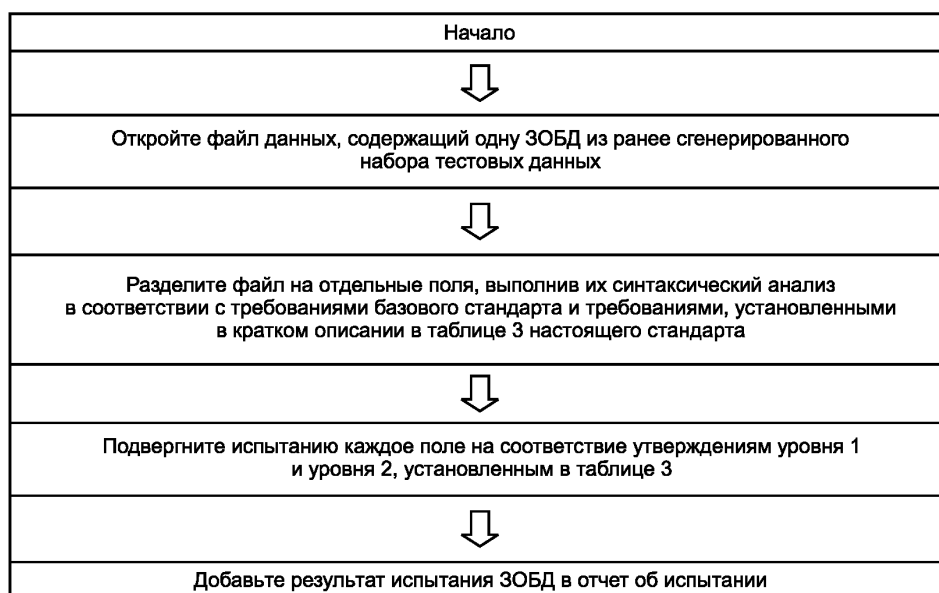 Начало
Откройте файл данных, содержащий одну ЗОБД из ранее сгенерированного
набора тестовых данных
Разделите файл на отдельные поля, выполнив их синтаксический анализ
в соответствии с требованиями базового стандарта и требованиями, установленными
в кратком описании в таблице 3 настоящего стандарта
Подвергните испытанию каждое поле на соответствие утверждениям уровня 1
и уровня 2, установленным в таблице 3
Добавьте результат испытания ЗОБД в отчет об испытании